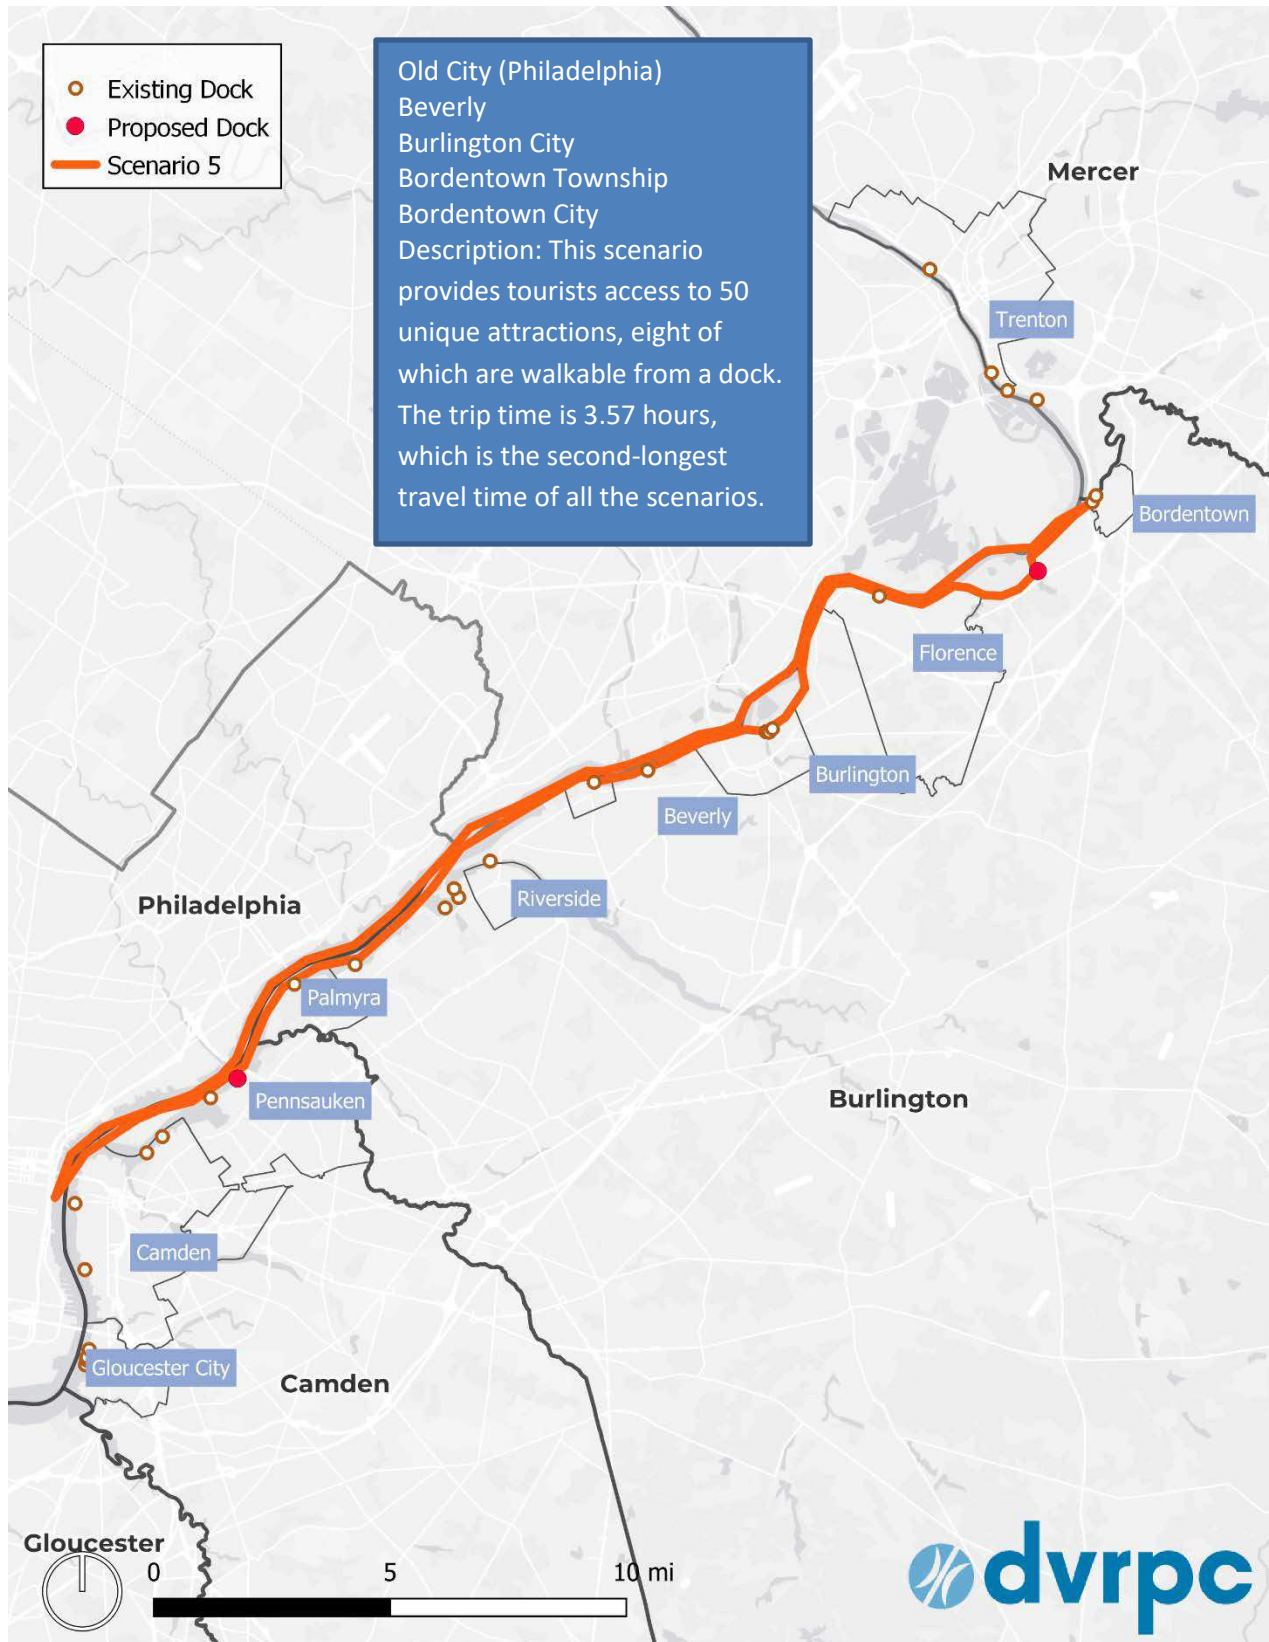 Existing Dock
Proposed Dock
Scenario 5
Old City (Philadelphia)
Beverly
Burlington City
Bordentown Township
Bordentown City
Description: This scenario
provides tourists access to 50
unique attractions, eight of
which are walkable from a dock.
The trip time is 3.57 hours,
which is the second-longest
travel time of all the scenarios.
Mercer
Trenton
Bordentown
Florence
Burlington
Beverly
Riverside
Philadelphia
Palmyra
Pennsauken
Burlington
Camden
Gloucester City
Camden
Gloucester
0 5 10 mi
dvrpc